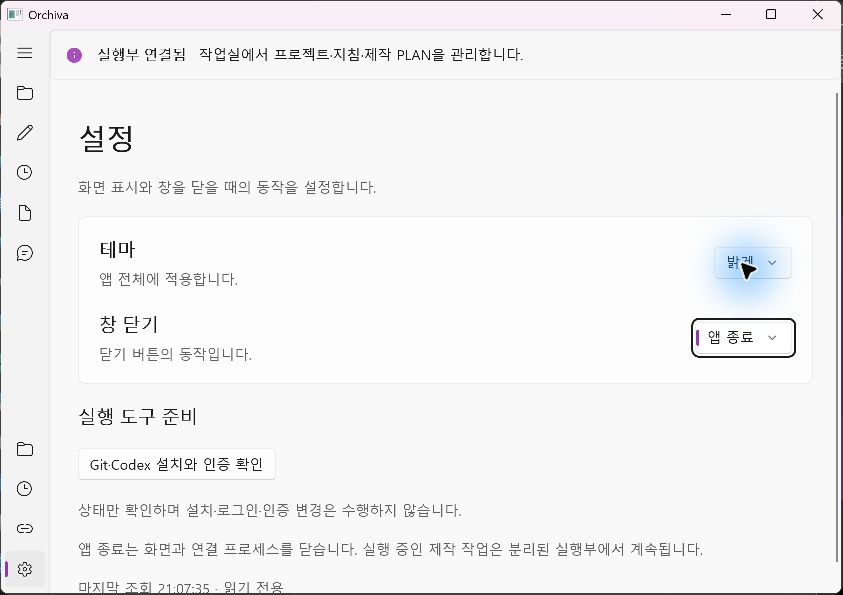 Orchiva
실행부 연결됨 작업실에서 프로젝트·지침·제작 PLAN을 관리합니다.
설정
화면 표시와 창을 닫을 때의 동작을 설정합니다.
테마
밝게
앱 전체에 적용합니다.
창 닫기
앱 종료
닫기 버튼의 동작입니다.
실행 도구 준비
Git·Codex 설치와 인증 확인
상태만 확인하며 설치·로그인·인증 변경은 수행하지 않습니다.
앱 종료는 화면과 연결 프로세스를 닫습니다. 실행 중인 제작 작업은 분리된 실행부에서 계속됩니다.
마지막 조회 21:07:35 · 읽기 전용